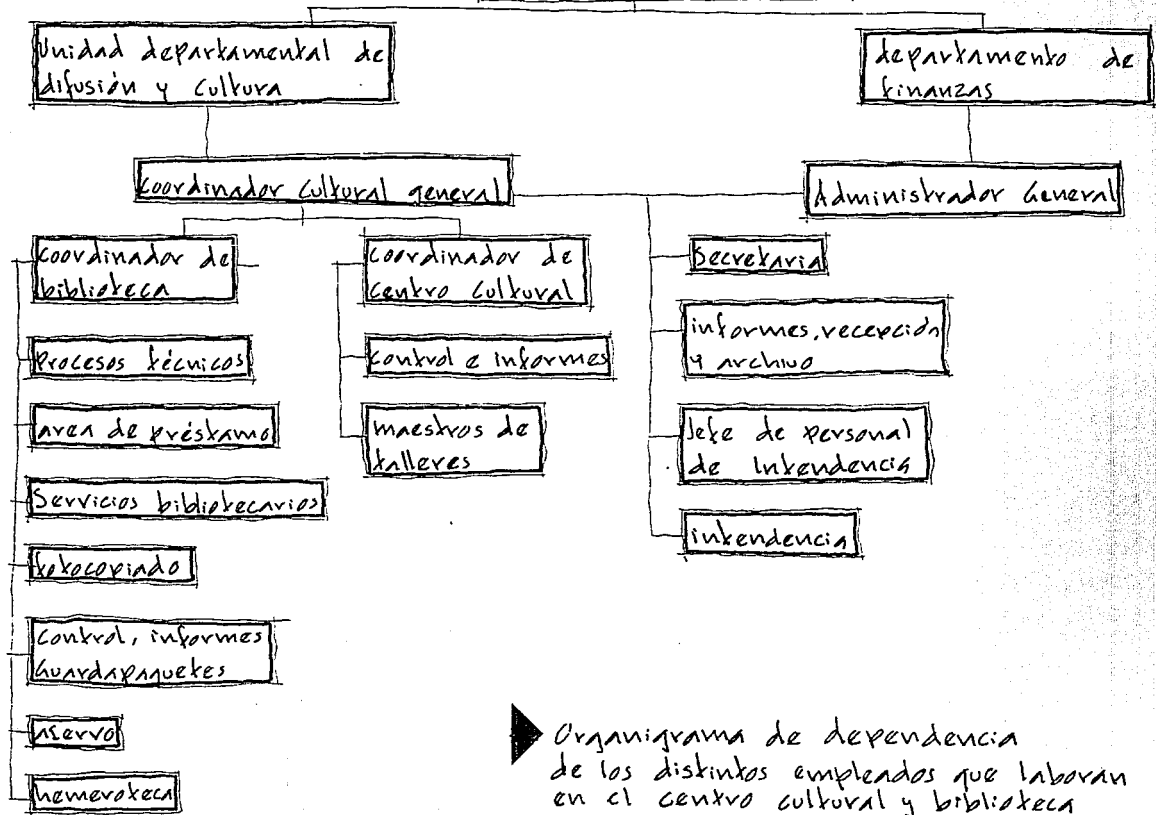 Unidad departamental de
difusión y Cultura
departamento de
finanzas
Coordinador Cultural general
Administrador General
Coordinador de
biblioteca
Coordinador de
Centro Cultural
Secretaria
Procesos técnicos
Control e informes
informes, recepción
y archivo
area de préstamo
maestros de
talleres
Jefe de personal
de Intendencia
Servicios bibliotecarios
intendencia
fotocopiado
Control, informes
Guardapaquetes
aservo
hemeroteca
Organigrama de dependencia
de los distintos empleados que laboran
en el centro cultural y biblioteca